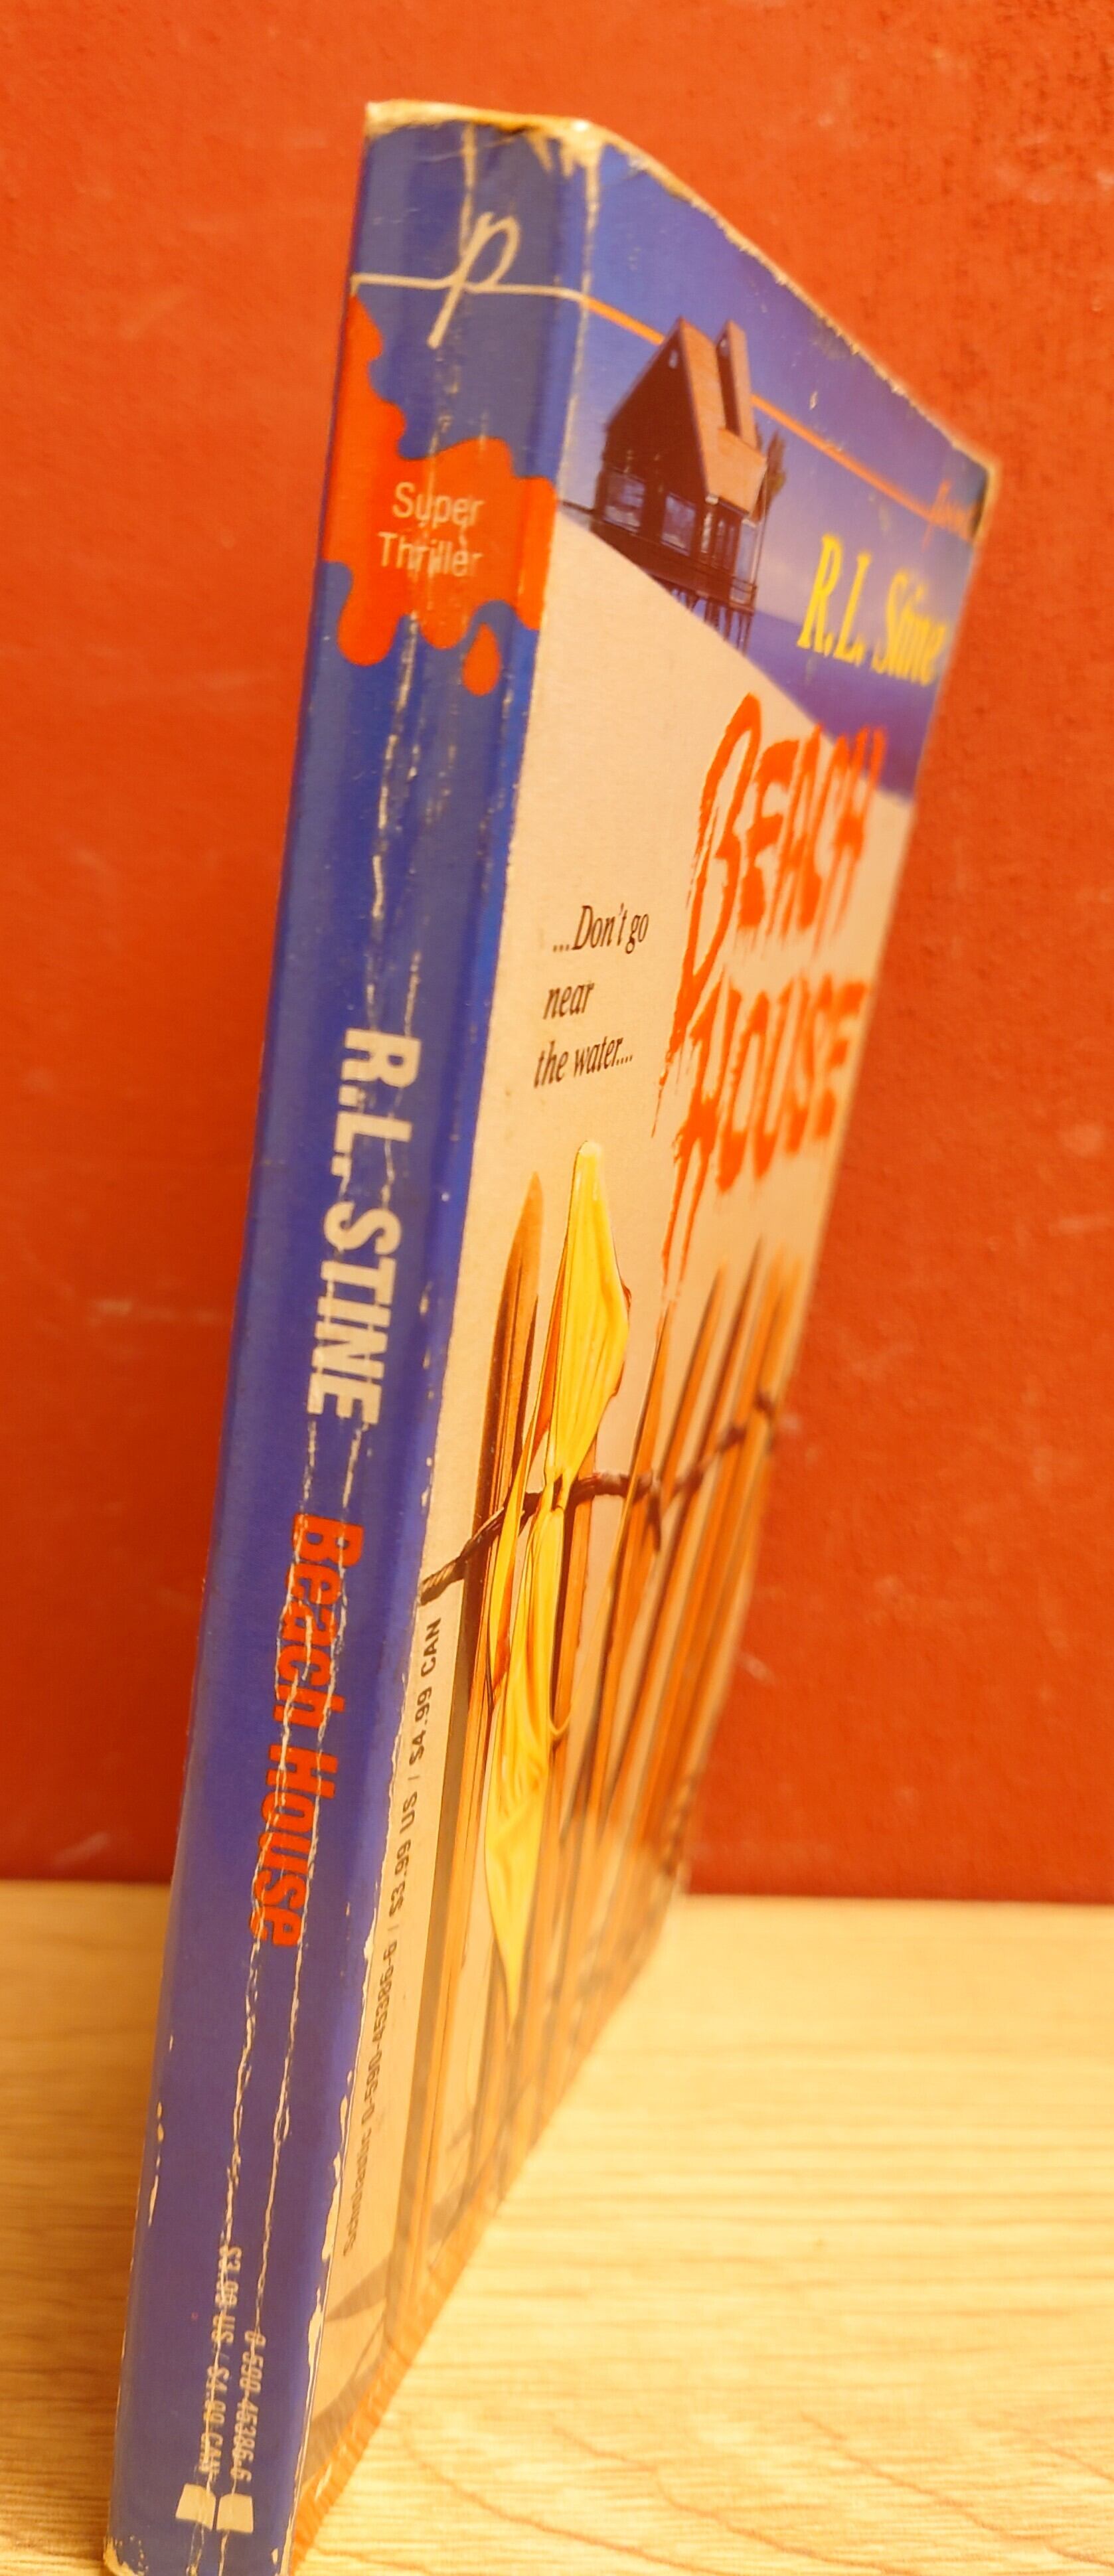 p
Super
Thriller
R.L. STINE
Beach House
$3.99 US / $4.99 CAN
0-590-45386-6
point
R.L. Stine
BEACH
HOUSE
...Don't go
near
the water....
Scholastic 0-590-45386-6 / $3.99 US / $4.99 CAN